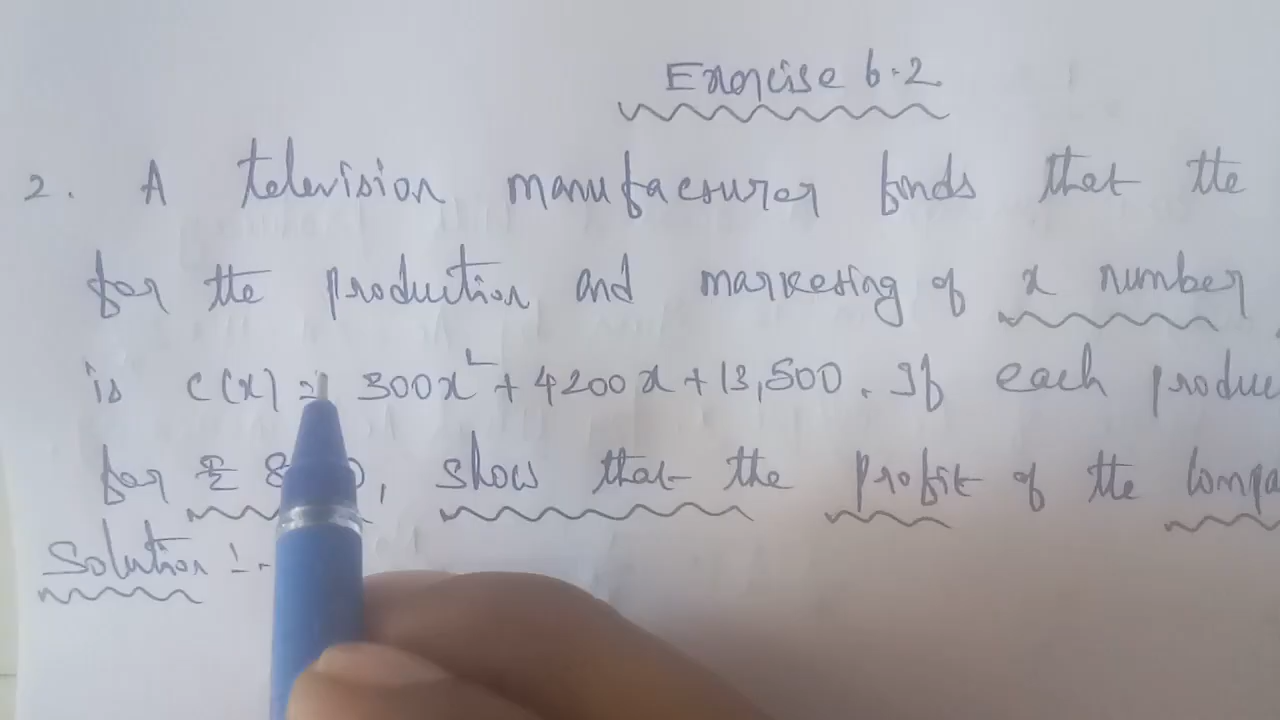 Exercise 6.2
2. A television manufacturer finds that the
for the production and marketing of x number
is C(x) = 300x² + 4200x + 13,500. If each produc
for ₹ 8, show that the profit of the compa
Solution :-